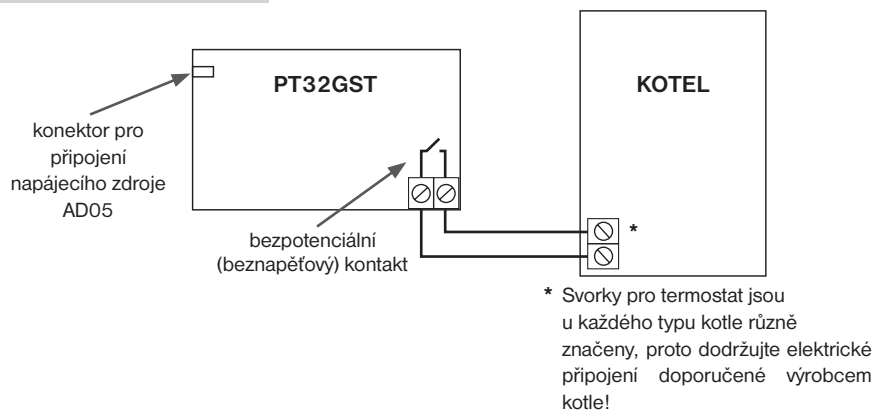 PT32GST
KOTEL
konektor pro
připojení
napájecího zdroje
AD05
bezpotenciální
(beznapěťový) kontakt
*
* Svorky pro termostat jsou
u každého typu kotle různě
značeny, proto dodržujte elektrické
připojení doporučené výrobcem
kotle!